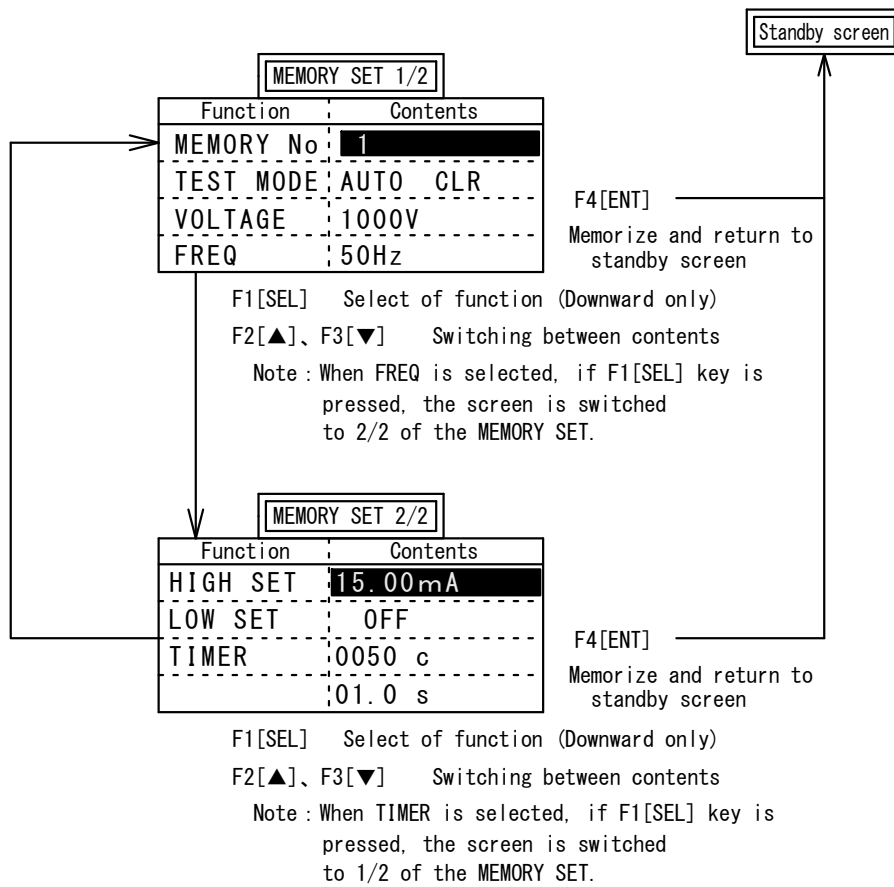 Standby screen
MEMORY SET 1/2
Function Contents
MEMORY No 1
TEST MODE AUTO CLR
VOLTAGE 1000V
FREQ 50Hz
F4[ENT]
Memorize and return to
standby screen
F1[SEL] Select of function (Downward only)
F2[▲]、F3[▼] Switching between contents
Note : When FREQ is selected, if F1[SEL] key is
pressed, the screen is switched
to 2/2 of the MEMORY SET.
MEMORY SET 2/2
Function Contents
HIGH SET 15.00mA
LOW SET OFF
TIMER 0050 c
01.0 s
F4[ENT]
Memorize and return to
standby screen
F1[SEL] Select of function (Downward only)
F2[▲]、F3[▼] Switching between contents
Note : When TIMER is selected, if F1[SEL] key is
pressed, the screen is switched
to 1/2 of the MEMORY SET.